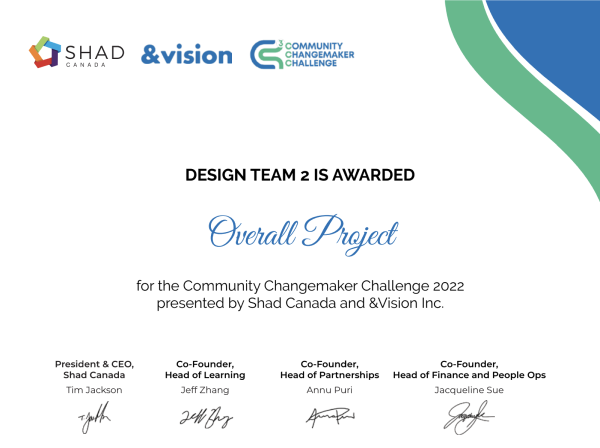 SHAD
CANADA
&vision
C 3
COMMUNITY
CHANGEMAKER
CHALLENGE
DESIGN TEAM 2 IS AWARDED
Overall Project
for the Community Changemaker Challenge 2022
presented by Shad Canada and &Vision Inc.
President & CEO,
Shad Canada
Tim Jackson
Co-Founder,
Head of Learning
Jeff Zhang
Co-Founder,
Head of Partnerships
Annu Puri
Co-Founder,
Head of Finance and People Ops
Jacqueline Sue